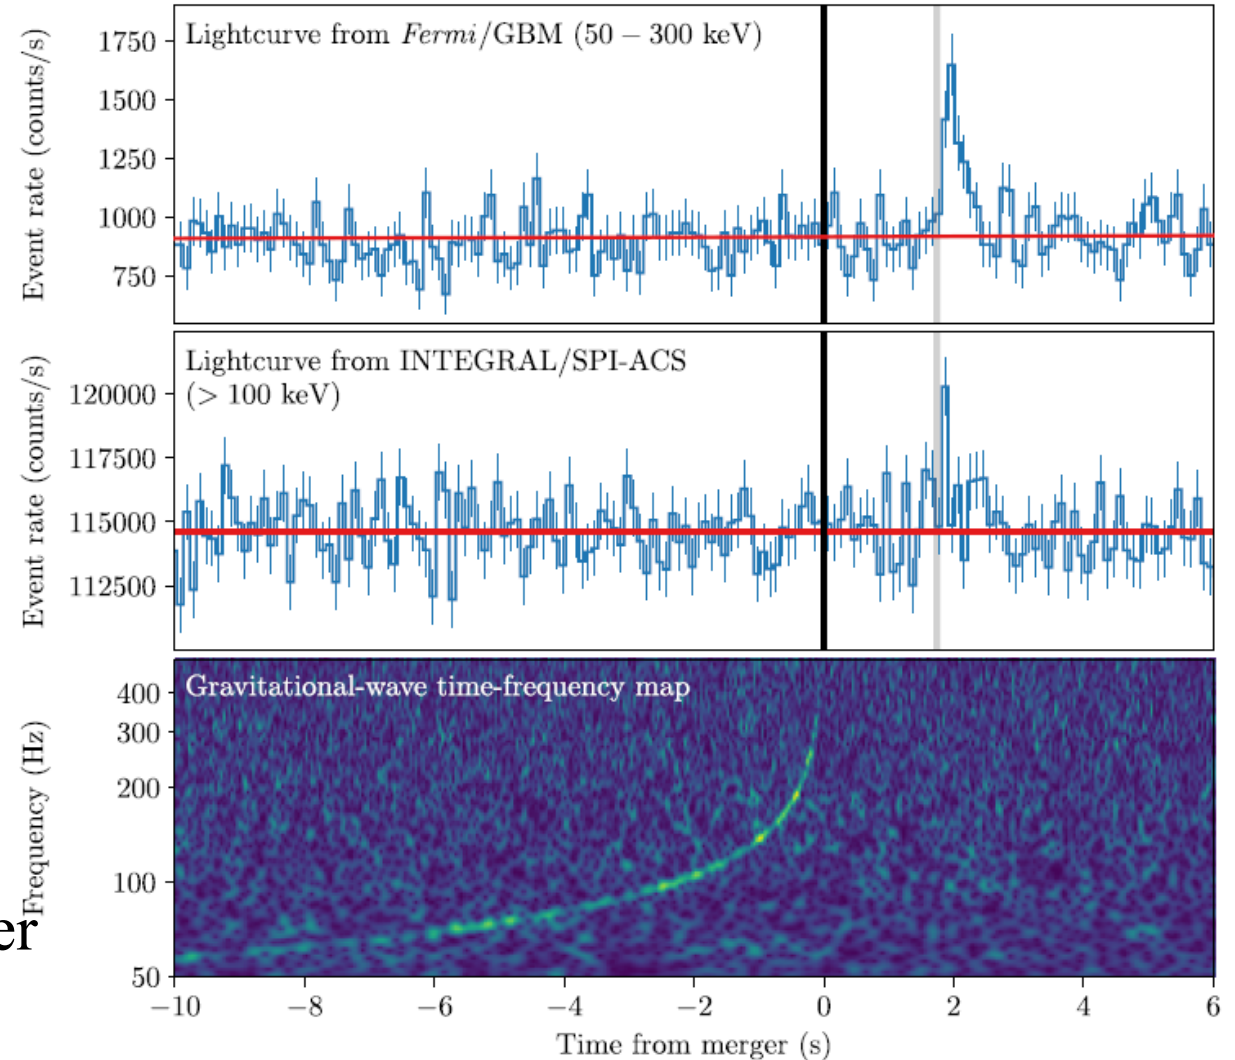 Lightcurve from Fermi/GBM (50 – 300 keV)
Event rate (counts/s)
1750
1500
1250
1000
750
Lightcurve from INTEGRAL/SPI-ACS
(> 100 keV)
Event rate (counts/s)
120000
117500
115000
112500
Gravitational-wave time-frequency map
Frequency (Hz)
400
300
200
100
50
er
−10 −8 −6 −4 −2 0 2 4 6
Time from merger (s)